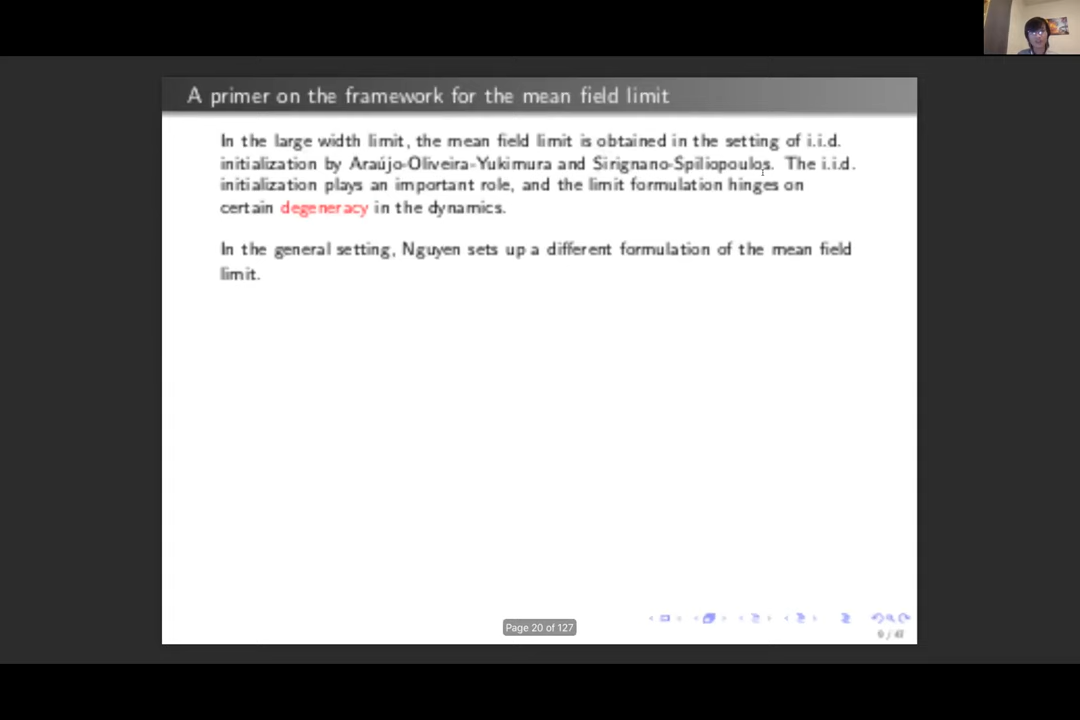 A primer on the framework for the mean field limit
In the large width limit, the mean field limit is obtained in the setting of i.i.d.
initialization by Araújo-Oliveira-Yukimura and Sirignano-Spiliopoulos. The i.i.d.
initialization plays an important role, and the limit formulation hinges on
certain degeneracy in the dynamics.
In the general setting, Nguyen sets up a different formulation of the mean field
limit.
Page 20 of 127